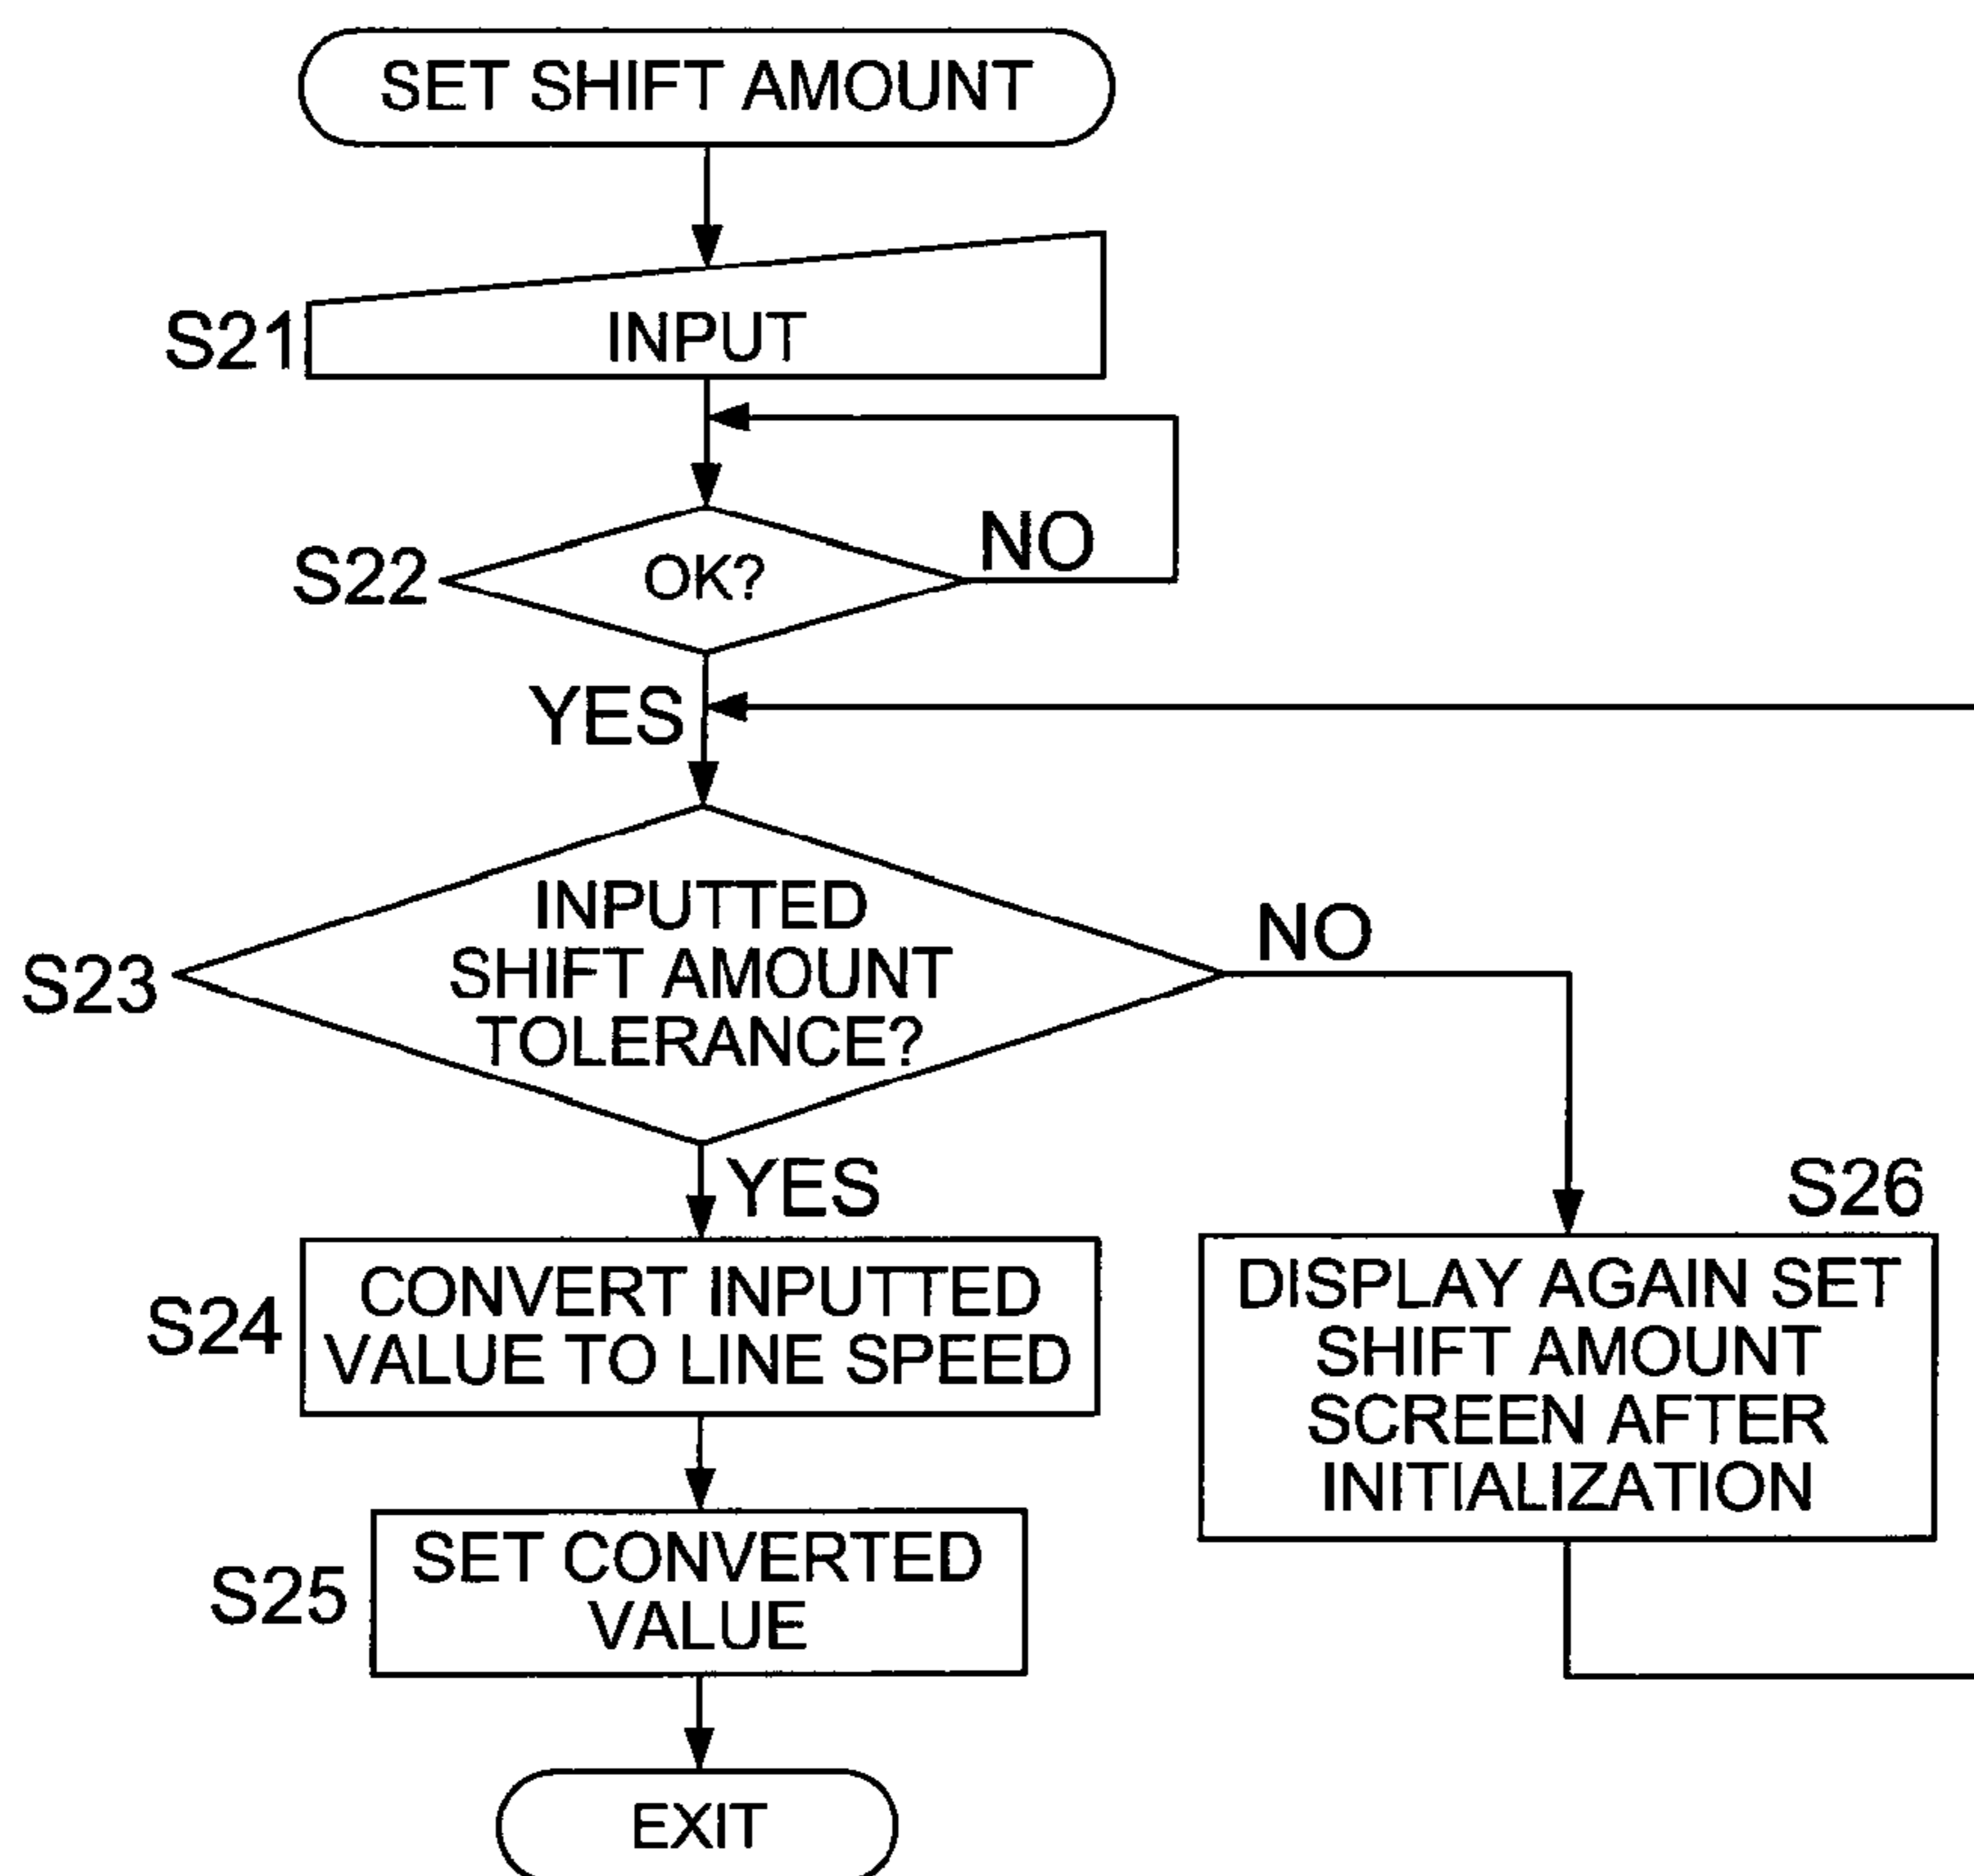 SET SHIFT AMOUNT
S21
INPUT
S22
OK?
NO
YES
S23
INPUTTED
SHIFT AMOUNT
TOLERANCE?
NO
YES
S24
CONVERT INPUTTED
VALUE TO LINE SPEED
S26
DISPLAY AGAIN SET
SHIFT AMOUNT
SCREEN AFTER
INITIALIZATION
S25
SET CONVERTED
VALUE
EXIT